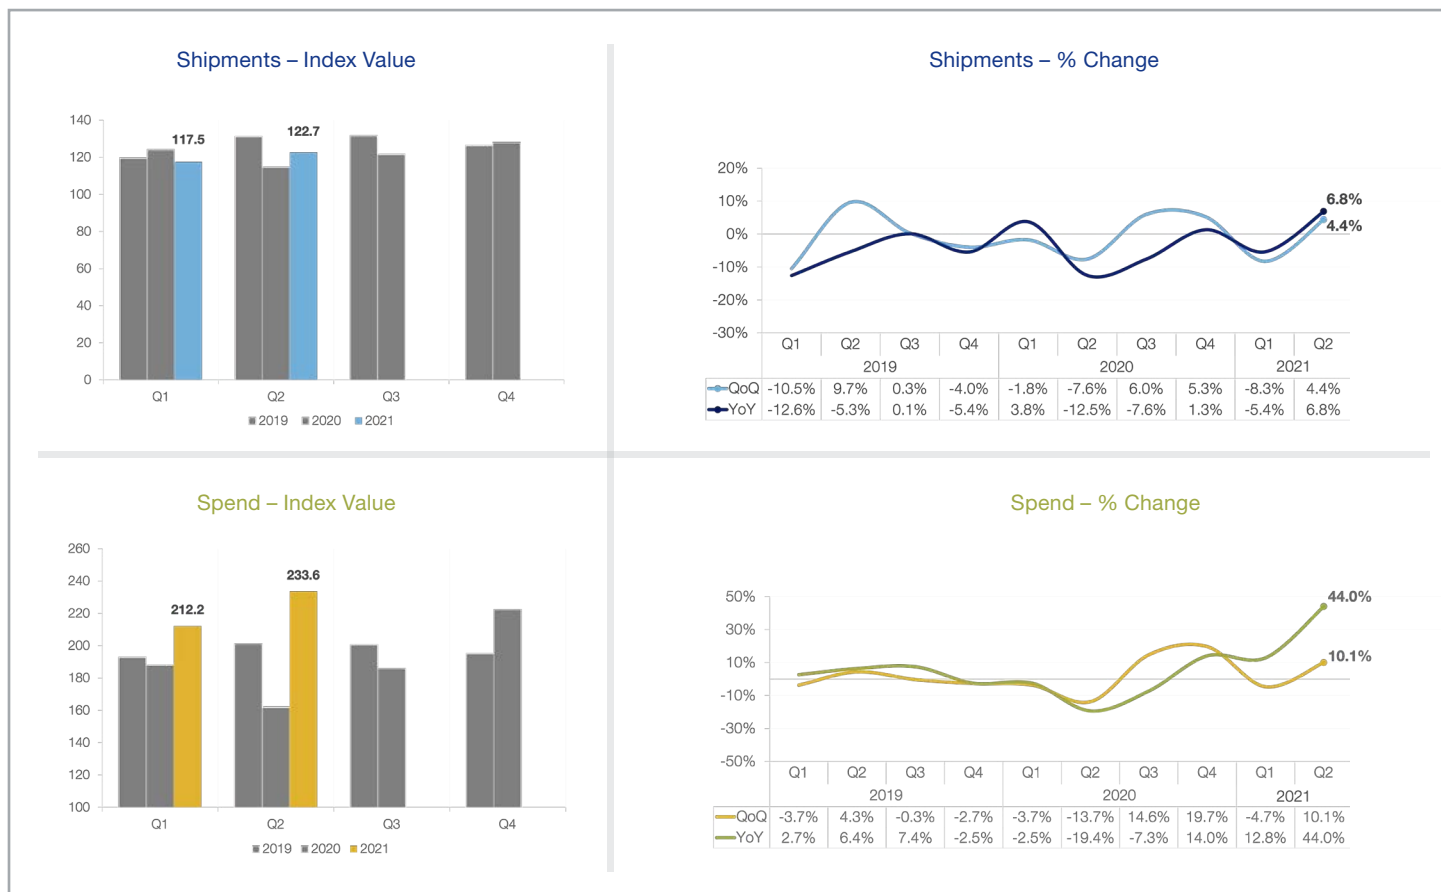 Shipments – Index Value
140
120
100
80
60
40
20
0
117.5
122.7
Q1 Q2 Q3 Q4
2019 2020 2021
Shipments – % Change
20%
10%
0%
-10%
-20%
-30%
6.8%
4.4%
Q1 Q2 Q3 Q4 Q1 Q2 Q3 Q4 Q1 Q2
2019 2020 2021
QoQ -10.5% 9.7% 0.3% -4.0% -1.8% -7.6% 6.0% 5.3% -8.3% 4.4%
YoY -12.6% -5.3% 0.1% -5.4% 3.8% -12.5% -7.6% 1.3% -5.4% 6.8%
Spend – Index Value
260
240
220
200
180
160
140
120
100
212.2
233.6
Q1 Q2 Q3 Q4
2019 2020 2021
Spend – % Change
50%
30%
10%
-10%
-30%
-50%
44.0%
10.1%
Q1 Q2 Q3 Q4 Q1 Q2 Q3 Q4 Q1 Q2
2019 2020 2021
QoQ -3.7% 4.3% -0.3% -2.7% -3.7% -13.7% 14.6% 19.7% -4.7% 10.1%
YoY 2.7% 6.4% 7.4% -2.5% -2.5% -19.4% -7.3% 14.0% 12.8% 44.0%